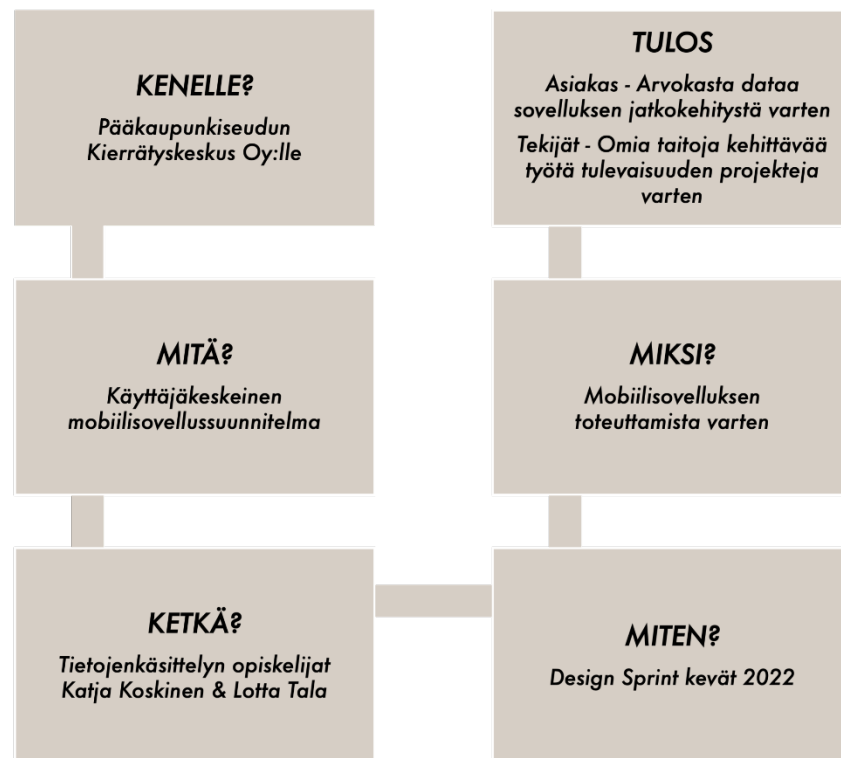 KENELLE?
Pääkaupunkiseudun
Kierrätyskeskus Oy:lle
MITÄ?
Käyttäjäkeskeinen
mobiilisovellussuunnitelma
KETKÄ?
Tietojenkäsittelyn opiskelijat
Katja Koskinen & Lotta Tala
MITEN?
Design Sprint kevät 2022
MIKSI?
Mobiilisovelluksen
toteuttamista varten
TULOS
Asiakas - Arvokasta dataa
sovelluksen jatkokehitystä varten
Tekijät - Omia taitoja kehittävää
työtä tulevaisuuden projekteja
varten